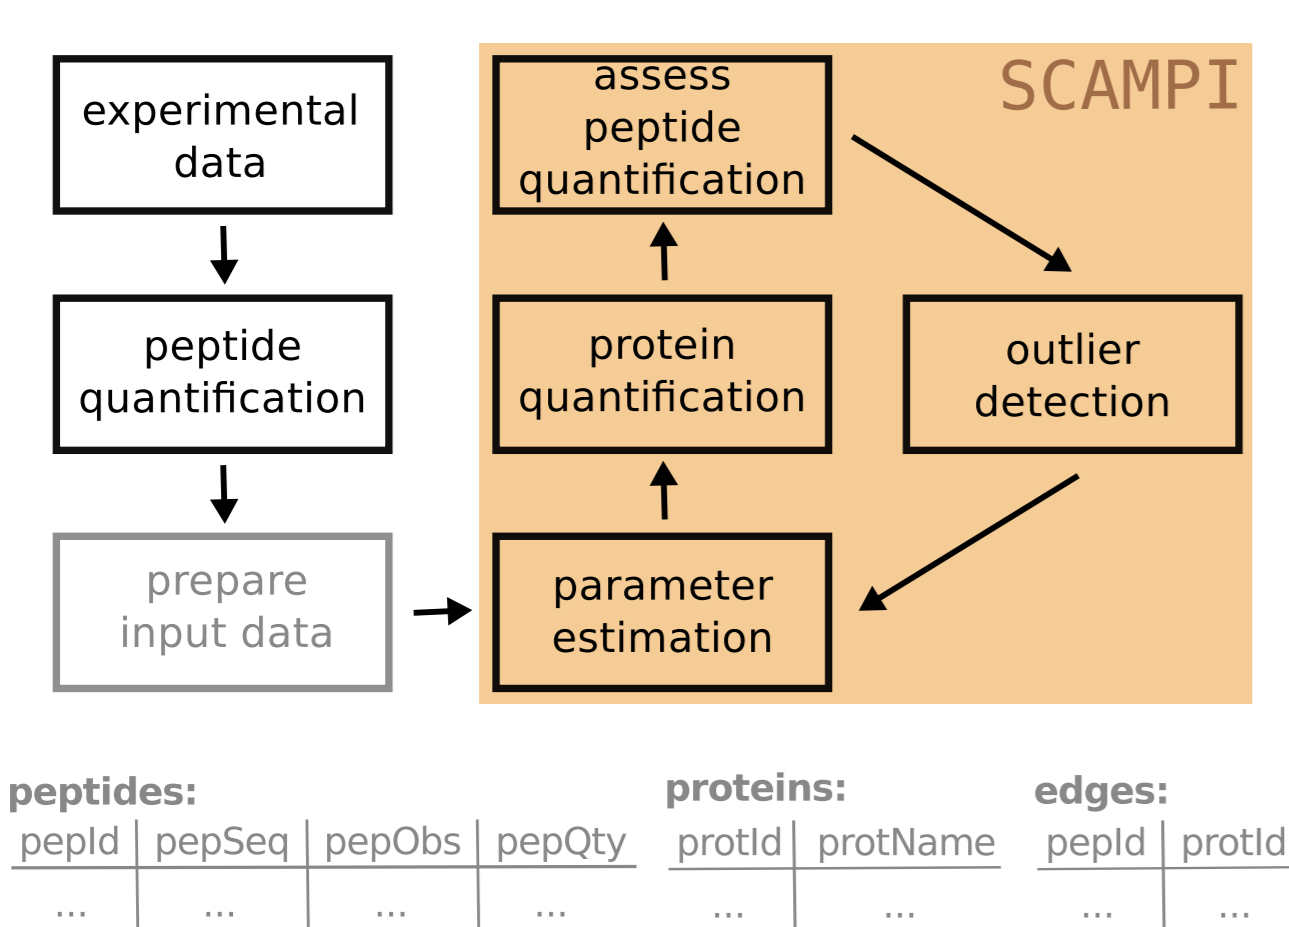 experimental
data
peptide
quantification
prepare
input data
SCAMPI
assess
peptide
quantification
protein
quantification
parameter
estimation
outlier
detection
peptides:
pepId pepSeq pepObs pepQty
... ... ... ...
proteins:
protId protName
... ...
edges:
pepId protId
... ...